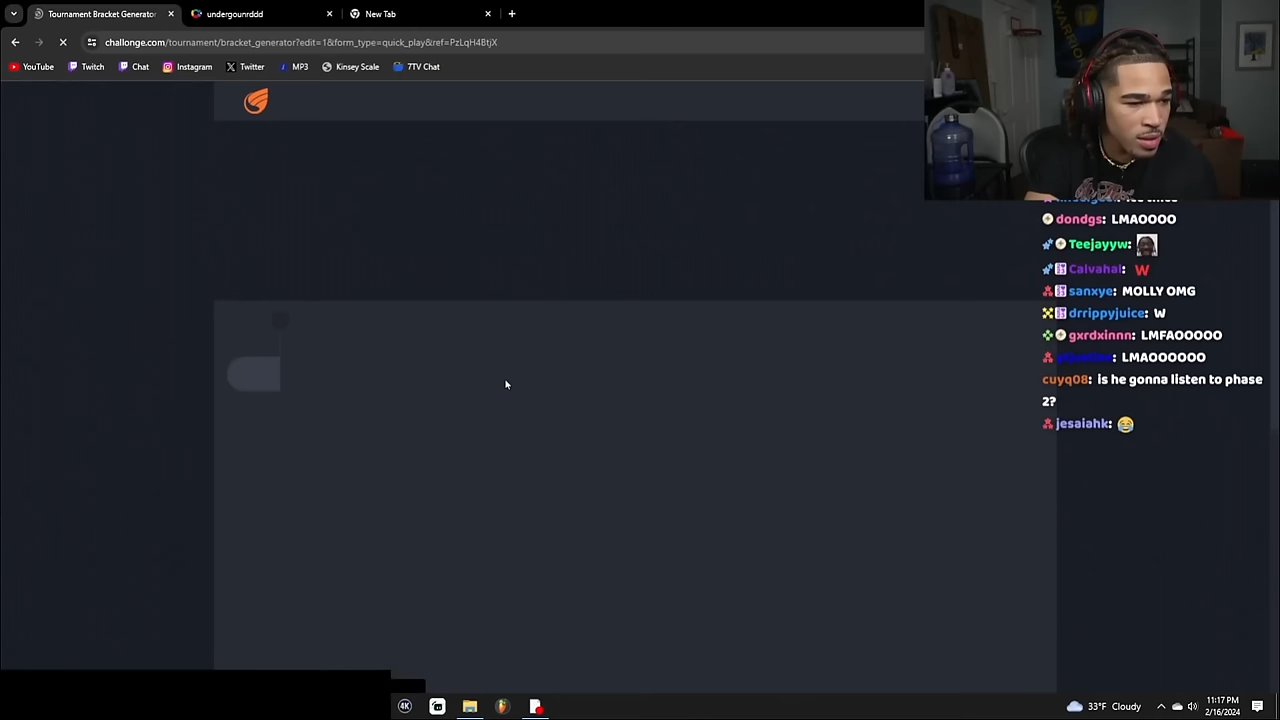 Tournament Bracket Generator
undergounrddd
New Tab
challonge.com/tournament/bracket_generator?edit=1&form_type=quick_play&ref=PzLqH4BtjX
YouTube
Twitch
Chat
Instagram
Twitter
MP3
Kinsey Scale
7TV Chat
WARRIO
dondgs: LMAOOOO
Teejayyw:
Calvahal: W
sanxye: MOLLY OMG
drrippyjuice: W
gxrdxinnn: LMFAOOOOO
: LMAOOOOOO
cuyq08: is he gonna listen to phase
2?
jesaiahk:
4K
33°F Cloudy
11:17 PM
2/16/2024